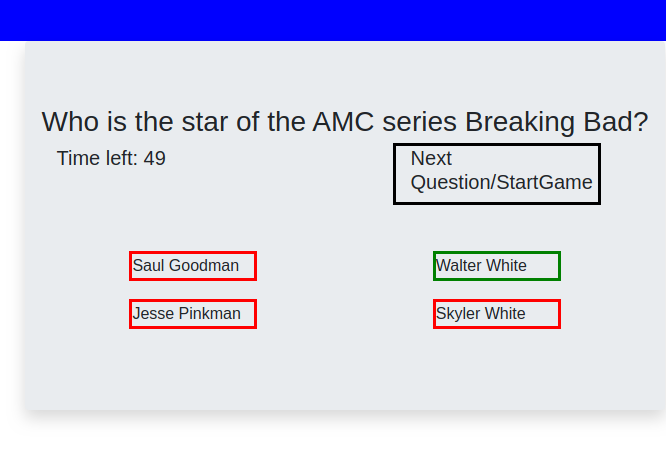 Who is the star of the AMC series Breaking Bad?
Time left: 49
Next
Question/StartGame
Saul Goodman
Walter White
Jesse Pinkman
Skyler White